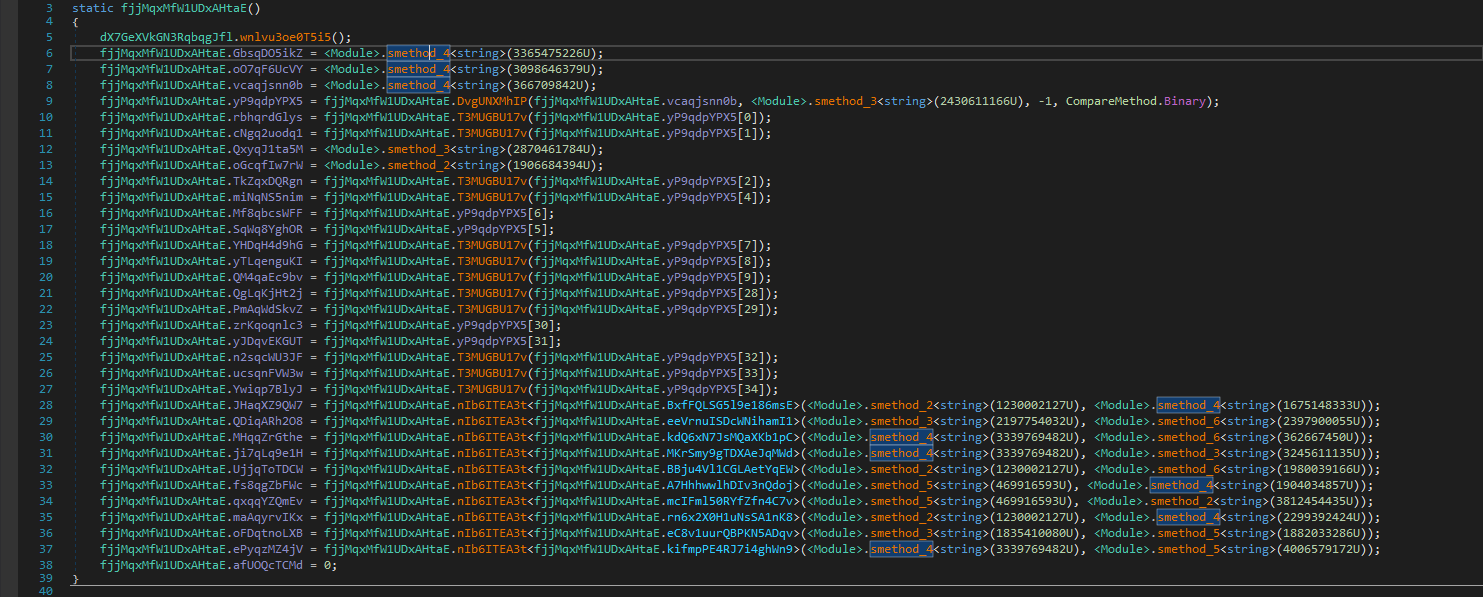 3 static fjjMqxMfW1UDxAHtaE()
4 {
5 dX7GeXVkGN3RqbqgJfl.wnlvu3oe0T5i5();
6 fjjMqxMfW1UDxAHtaE.GbsqDO5ikZ = <Module>.smethod_4<string>(3365475226U);
7 fjjMqxMfW1UDxAHtaE.oO7qF6UcVY = <Module>.smethod_4<string>(3098646379U);
8 fjjMqxMfW1UDxAHtaE.vcaqjsnn0b = <Module>.smethod_4<string>(366709842U);
9 fjjMqxMfW1UDxAHtaE.yP9qdpYPX5 = fjjMqxMfW1UDxAHtaE.DvgUNXMhIP(fjjMqxMfW1UDxAHtaE.vcaqjsnn0b, <Module>.smethod_3<string>(2430611166U), -1, CompareMethod.Binary);
10 fjjMqxMfW1UDxAHtaE.rbhqrdGlys = fjjMqxMfW1UDxAHtaE.T3MUGBU17v(fjjMqxMfW1UDxAHtaE.yP9qdpYPX5[0]);
11 fjjMqxMfW1UDxAHtaE.cNgq2uodq1 = fjjMqxMfW1UDxAHtaE.T3MUGBU17v(fjjMqxMfW1UDxAHtaE.yP9qdpYPX5[1]);
12 fjjMqxMfW1UDxAHtaE.QxyqJ1ta5M = <Module>.smethod_3<string>(2870461784U);
13 fjjMqxMfW1UDxAHtaE.oGcqfIw7rW = <Module>.smethod_2<string>(1906684394U);
14 fjjMqxMfW1UDxAHtaE.TkZqxDQRgn = fjjMqxMfW1UDxAHtaE.T3MUGBU17v(fjjMqxMfW1UDxAHtaE.yP9qdpYPX5[2]);
15 fjjMqxMfW1UDxAHtaE.miNqNS5nim = fjjMqxMfW1UDxAHtaE.T3MUGBU17v(fjjMqxMfW1UDxAHtaE.yP9qdpYPX5[4]);
16 fjjMqxMfW1UDxAHtaE.Mf8qbcsWFF = fjjMqxMfW1UDxAHtaE.yP9qdpYPX5[6];
17 fjjMqxMfW1UDxAHtaE.SqWq8YghOR = fjjMqxMfW1UDxAHtaE.yP9qdpYPX5[5];
18 fjjMqxMfW1UDxAHtaE.YHDqH4d9hG = fjjMqxMfW1UDxAHtaE.T3MUGBU17v(fjjMqxMfW1UDxAHtaE.yP9qdpYPX5[7]);
19 fjjMqxMfW1UDxAHtaE.yTLqenguKI = fjjMqxMfW1UDxAHtaE.T3MUGBU17v(fjjMqxMfW1UDxAHtaE.yP9qdpYPX5[8]);
20 fjjMqxMfW1UDxAHtaE.QM4qaEc9bv = fjjMqxMfW1UDxAHtaE.T3MUGBU17v(fjjMqxMfW1UDxAHtaE.yP9qdpYPX5[9]);
21 fjjMqxMfW1UDxAHtaE.QgLqKjHt2j = fjjMqxMfW1UDxAHtaE.T3MUGBU17v(fjjMqxMfW1UDxAHtaE.yP9qdpYPX5[28]);
22 fjjMqxMfW1UDxAHtaE.PmAqWdSkvZ = fjjMqxMfW1UDxAHtaE.T3MUGBU17v(fjjMqxMfW1UDxAHtaE.yP9qdpYPX5[29]);
23 fjjMqxMfW1UDxAHtaE.zrKqoqnlc3 = fjjMqxMfW1UDxAHtaE.yP9qdpYPX5[30];
24 fjjMqxMfW1UDxAHtaE.yJDqvEKGUT = fjjMqxMfW1UDxAHtaE.yP9qdpYPX5[31];
25 fjjMqxMfW1UDxAHtaE.n2sqcWU3JF = fjjMqxMfW1UDxAHtaE.T3MUGBU17v(fjjMqxMfW1UDxAHtaE.yP9qdpYPX5[32]);
26 fjjMqxMfW1UDxAHtaE.ucsqnFVW3w = fjjMqxMfW1UDxAHtaE.T3MUGBU17v(fjjMqxMfW1UDxAHtaE.yP9qdpYPX5[33]);
27 fjjMqxMfW1UDxAHtaE.Ywiqp7BlyJ = fjjMqxMfW1UDxAHtaE.T3MUGBU17v(fjjMqxMfW1UDxAHtaE.yP9qdpYPX5[34]);
28 fjjMqxMfW1UDxAHtaE.JHaqXZ9QW7 = fjjMqxMfW1UDxAHtaE.nIb6ITEA3t<fjjMqxMfW1UDxAHtaE.BxfFQLSG5l9e186msE>(<Module>.smethod_2<string>(1230002127U), <Module>.smethod_4<string>(1675148333U));
29 fjjMqxMfW1UDxAHtaE.QDiqARh2O8 = fjjMqxMfW1UDxAHtaE.nIb6ITEA3t<fjjMqxMfW1UDxAHtaE.eeVrnuISDcWNihamI1>(<Module>.smethod_3<string>(2197754032U), <Module>.smethod_6<string>(2397900055U));
30 fjjMqxMfW1UDxAHtaE.MHqqZrGthe = fjjMqxMfW1UDxAHtaE.nIb6ITEA3t<fjjMqxMfW1UDxAHtaE.kdQ6xN7JsMQaXKb1pC>(<Module>.smethod_4<string>(3339769482U), <Module>.smethod_6<string>(362667450U));
31 fjjMqxMfW1UDxAHtaE.ji7qLq9e1H = fjjMqxMfW1UDxAHtaE.nIb6ITEA3t<fjjMqxMfW1UDxAHtaE.MKrSmy9gTDXAeJqMWd>(<Module>.smethod_4<string>(3339769482U), <Module>.smethod_3<string>(3245611135U));
32 fjjMqxMfW1UDxAHtaE.UjjqToTDCW = fjjMqxMfW1UDxAHtaE.nIb6ITEA3t<fjjMqxMfW1UDxAHtaE.BBju4Vl1CGLAetYqEW>(<Module>.smethod_2<string>(1230002127U), <Module>.smethod_6<string>(1980039166U));
33 fjjMqxMfW1UDxAHtaE.fs8qgZbFWc = fjjMqxMfW1UDxAHtaE.nIb6ITEA3t<fjjMqxMfW1UDxAHtaE.A7HhhwwlhDIv3nQdoj>(<Module>.smethod_5<string>(469916593U), <Module>.smethod_4<string>(1904034857U));
34 fjjMqxMfW1UDxAHtaE.qxqqYZQmEv = fjjMqxMfW1UDxAHtaE.nIb6ITEA3t<fjjMqxMfW1UDxAHtaE.mcIFml50RYfZfn4C7v>(<Module>.smethod_5<string>(469916593U), <Module>.smethod_2<string>(3812454435U));
35 fjjMqxMfW1UDxAHtaE.maAqyrvIKx = fjjMqxMfW1UDxAHtaE.nIb6ITEA3t<fjjMqxMfW1UDxAHtaE.rn6x2X0H1uNsSA1nK8>(<Module>.smethod_2<string>(1230002127U), <Module>.smethod_4<string>(2299392424U));
36 fjjMqxMfW1UDxAHtaE.oFDqtnoLXB = fjjMqxMfW1UDxAHtaE.nIb6ITEA3t<fjjMqxMfW1UDxAHtaE.eC8v1uurQBPKN5ADqv>(<Module>.smethod_3<string>(1835410080U), <Module>.smethod_5<string>(1882033286U));
37 fjjMqxMfW1UDxAHtaE.ePyqzMZ4jV = fjjMqxMfW1UDxAHtaE.nIb6ITEA3t<fjjMqxMfW1UDxAHtaE.kifmpPE4RJ7i4ghWn9>(<Module>.smethod_4<string>(3339769482U), <Module>.smethod_5<string>(4006579172U));
38 fjjMqxMfW1UDxAHtaE.afUOQcTCMd = 0;
39 }
40